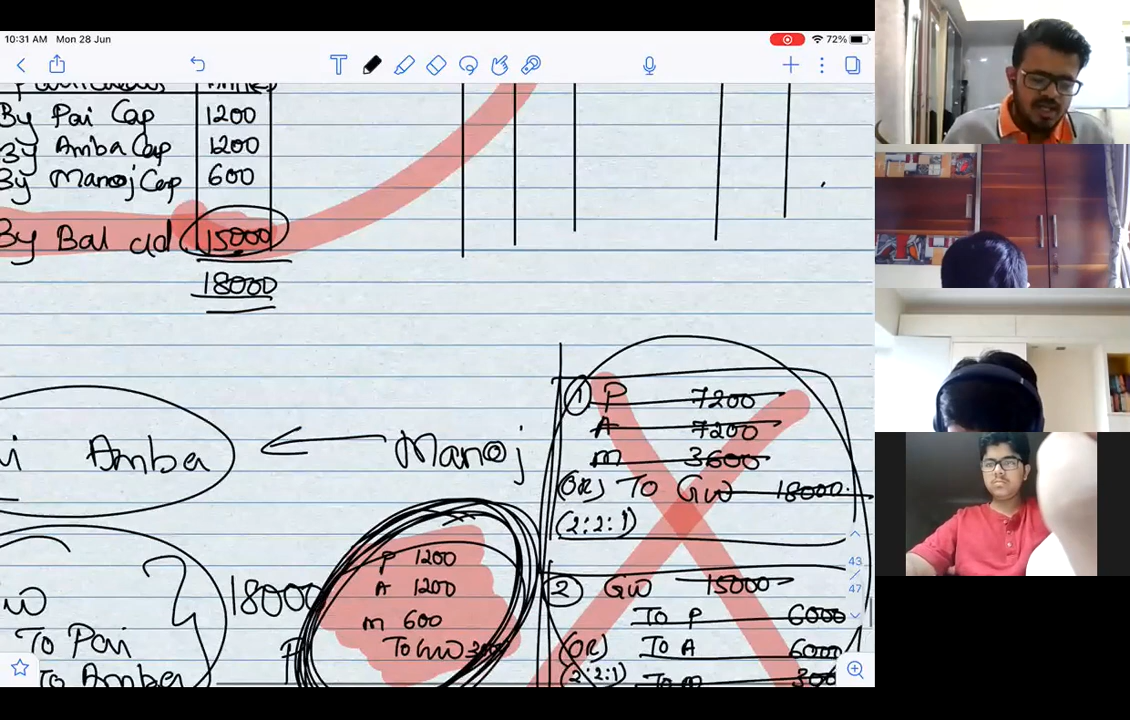 10:31 AM Mon 28 Jun
72%
By Pai Cap 1200
By Amba Cap 1200
By Manoj Cap 600
By Bal c/d 15000
18000
Amba ← Manoj
① P 7200
A 7200
M 3600
(OR) To GW 18000
(2:2:1)
P 1200
A 1200
M 600
To GW
18000
To Pai
To Amba
② GW 15000
To P 6000
(OR) To A 6000
(2:2:1) To M
43
/
47